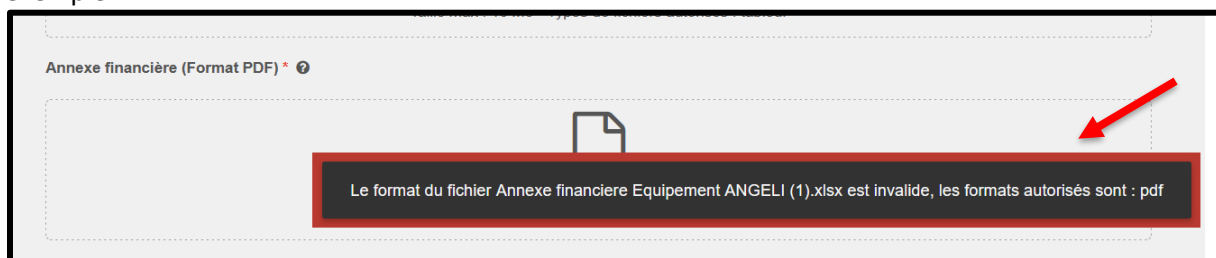 Annexe financière (Format PDF) *
Le format du fichier Annexe financiere Equipement ANGELI (1).xlsx est invalide, les formats autorisés sont : pdf